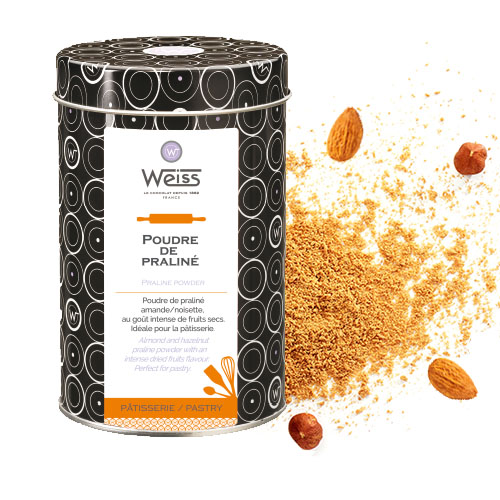 W
Weiss
LE CHOCOLAT DEPUIS 1882
FRANCE
POUDRE
DE
PRALINÉ
PRALINE POWDER
Poudre de praliné
amande/noisette,
au goût intense de fruits secs.
Idéale pour la pâtisserie.
Almond and hazelnut
praline powder with an
intense dried fruits flavour.
Perfect for pastry.
PÂTISSERIE / PASTRY